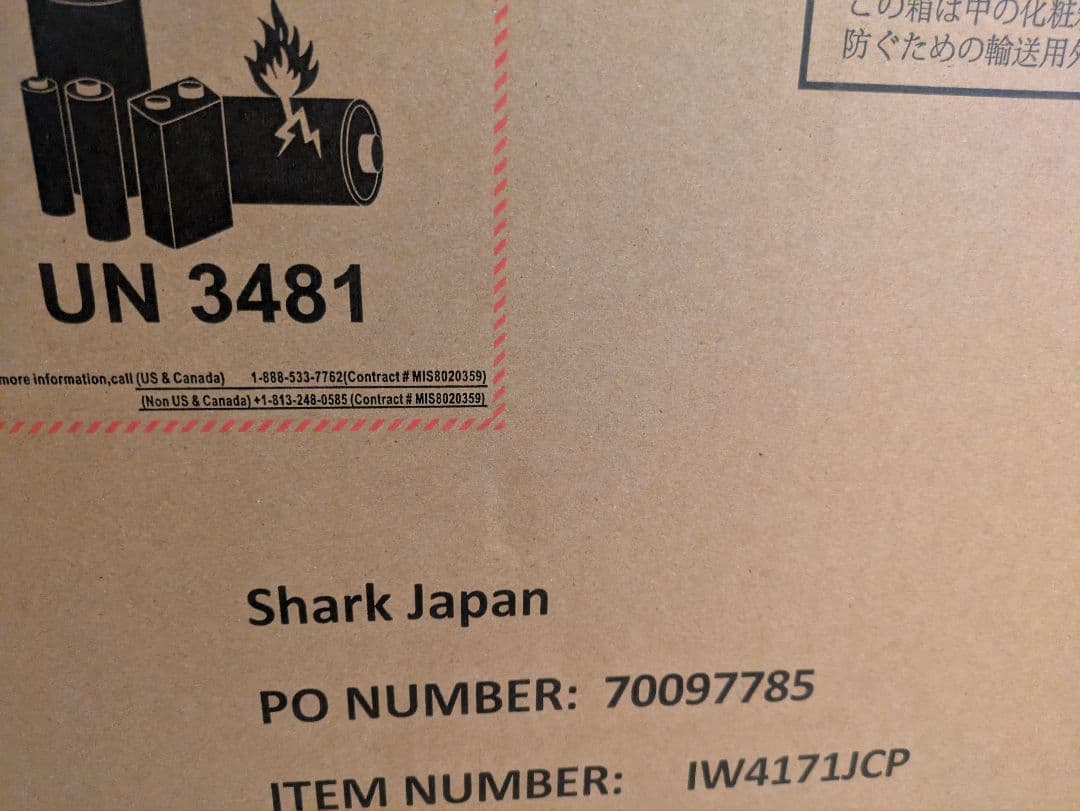 UN 3481
more information,call (US & Canada) 1-888-533-7762(Contract # MIS8020359)
(Non US & Canada) +1-813-248-0585 (Contract # MIS8020359)
この箱は中の化粧
防ぐための輸送用
Shark Japan
PO NUMBER: 70097785
ITEM NUMBER: IW4171JCP